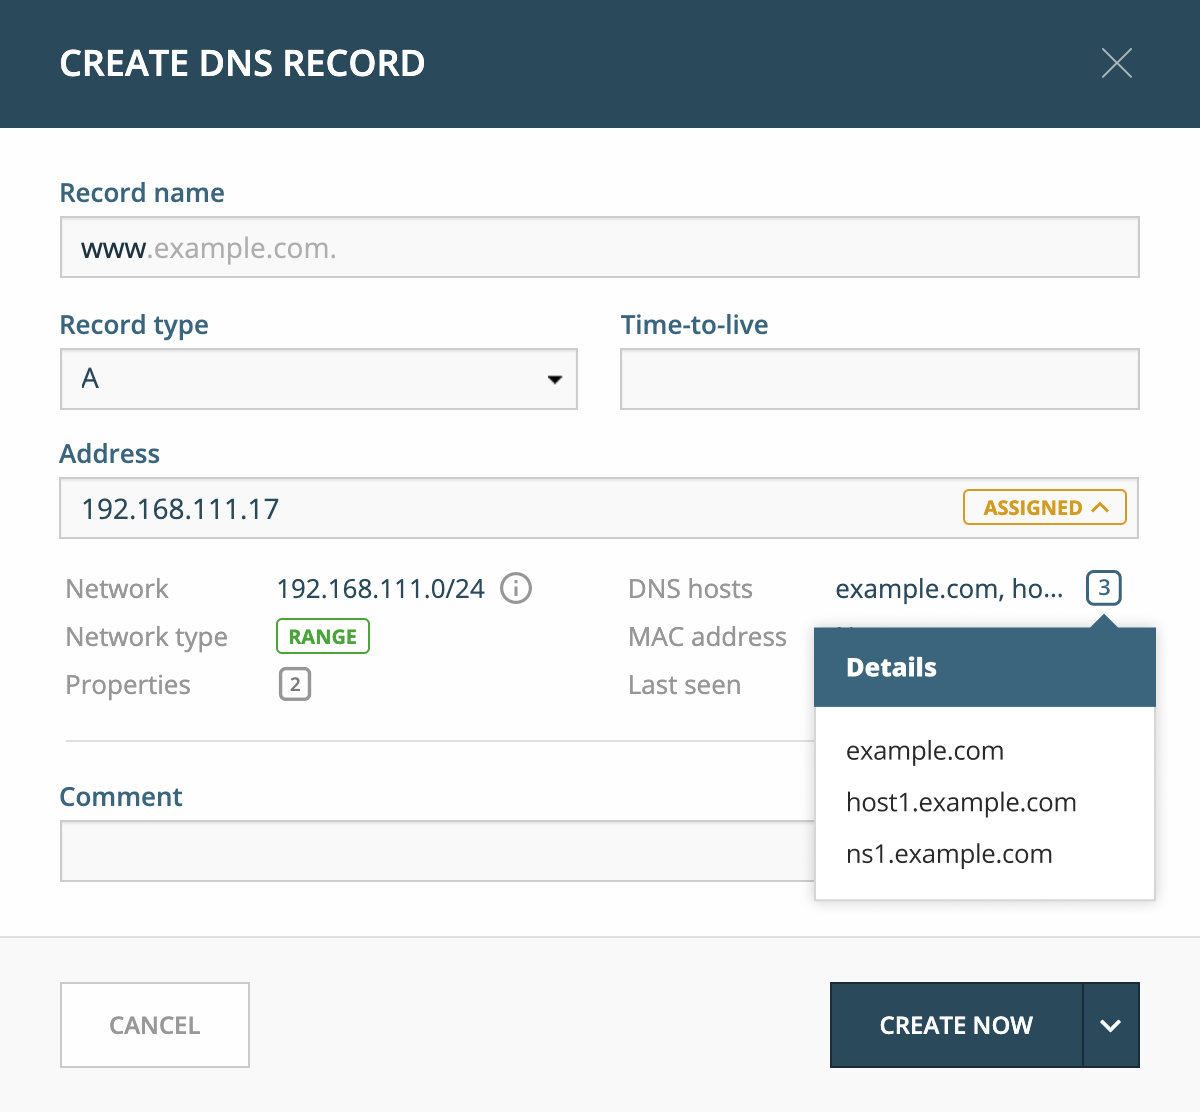 CREATE DNS RECORD
Record name
www.example.com.
Record type
Time-to-live
A
Address
192.168.111.17
ASSIGNED
Network
192.168.111.0/24
DNS hosts
example.com, ho...
3
Network type
RANGE
MAC address
Properties
2
Last seen
Details
example.com
host1.example.com
ns1.example.com
Comment
CANCEL
CREATE NOW